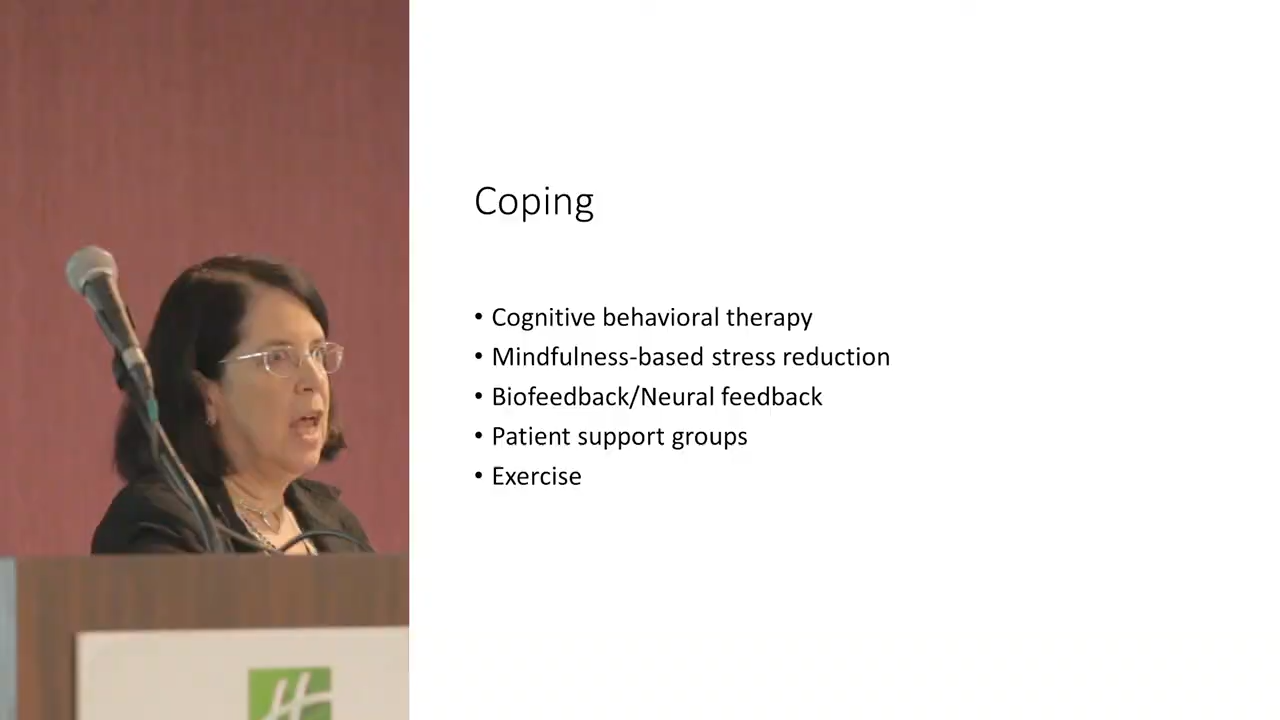 Coping
• Cognitive behavioral therapy
• Mindfulness-based stress reduction
• Biofeedback/Neural feedback
• Patient support groups
• Exercise
H